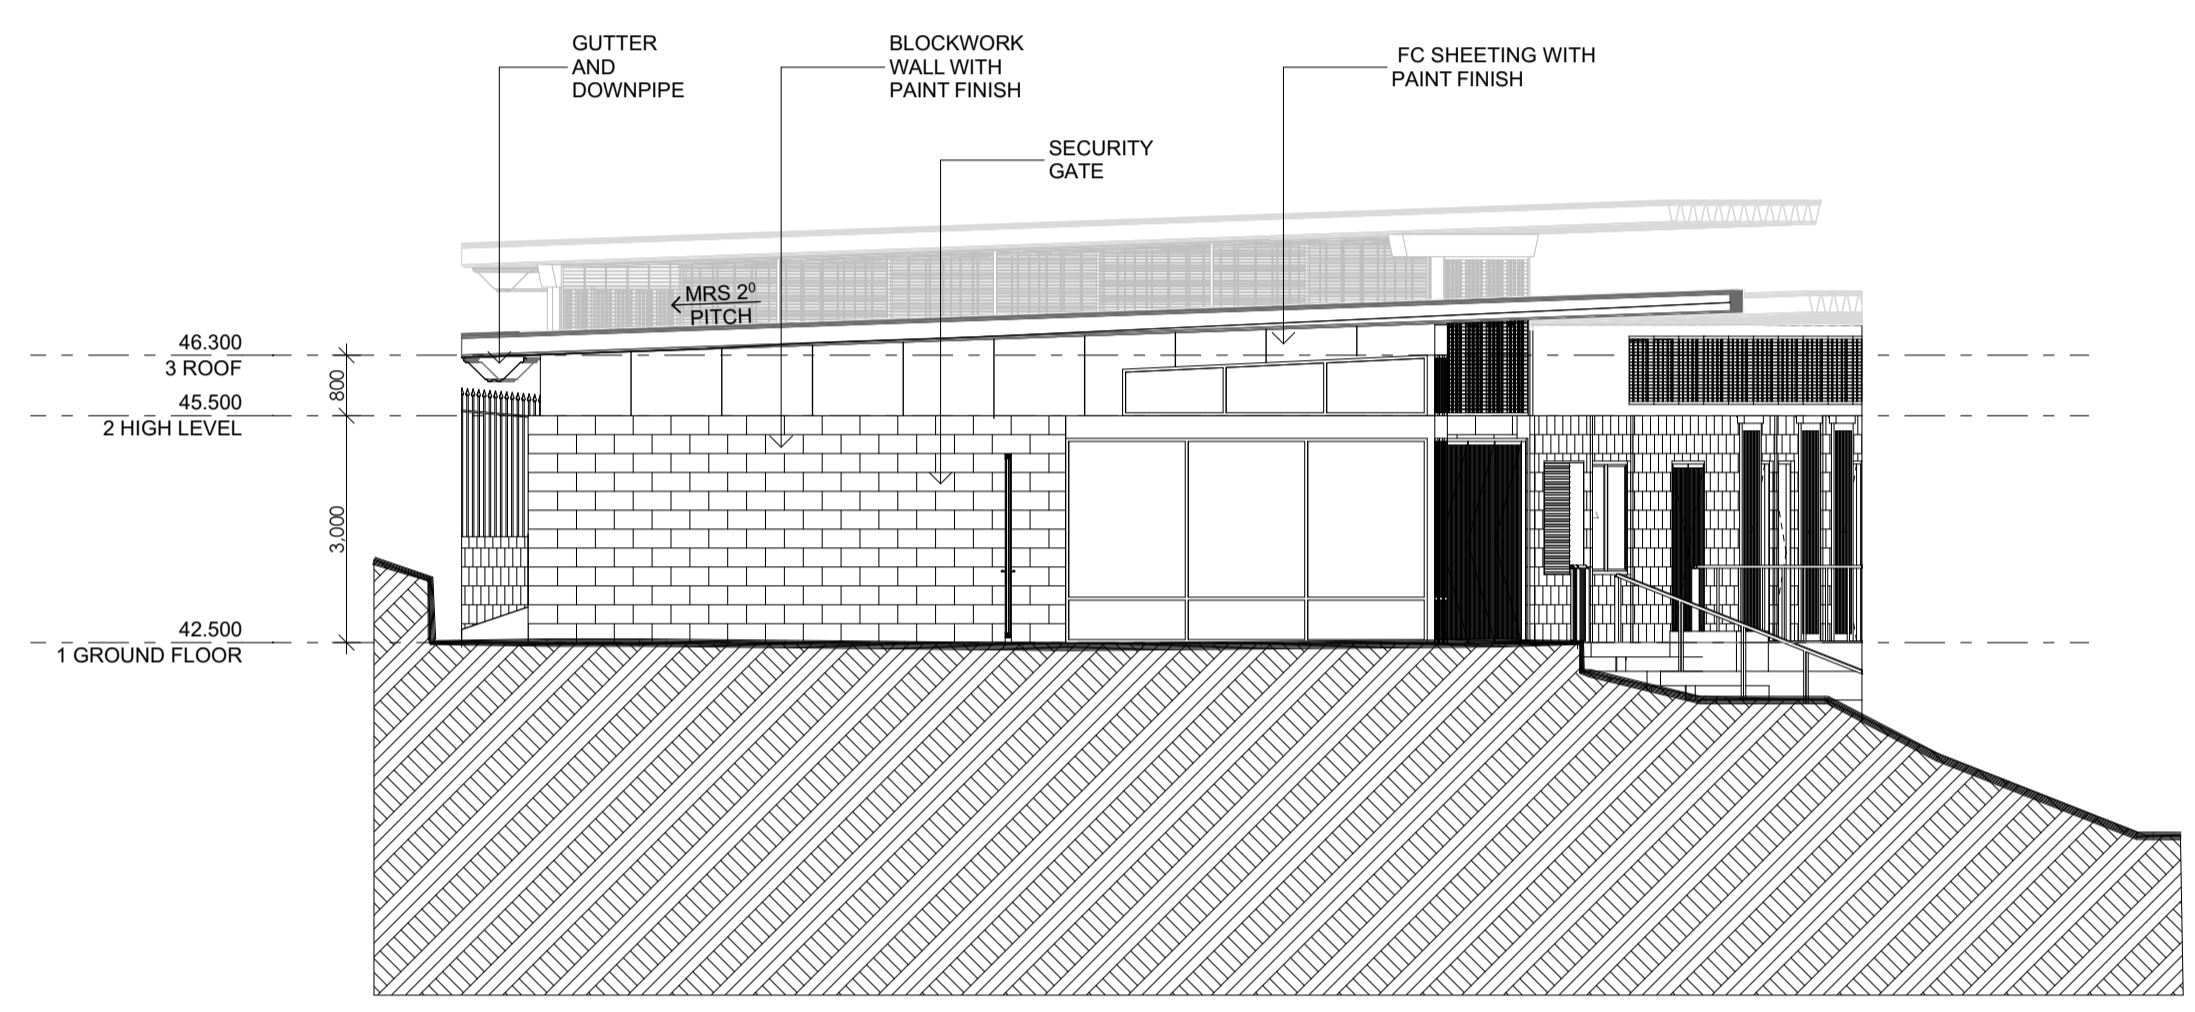 GUTTER
AND
DOWNPIPE
BLOCKWORK
WALL WITH
PAINT FINISH
FC SHEETING WITH
PAINT FINISH
SECURITY
GATE
MRS 2⁰
PITCH
46.300
3 ROOF
800
45.500
2 HIGH LEVEL
3,000
42.500
1 GROUND FLOOR